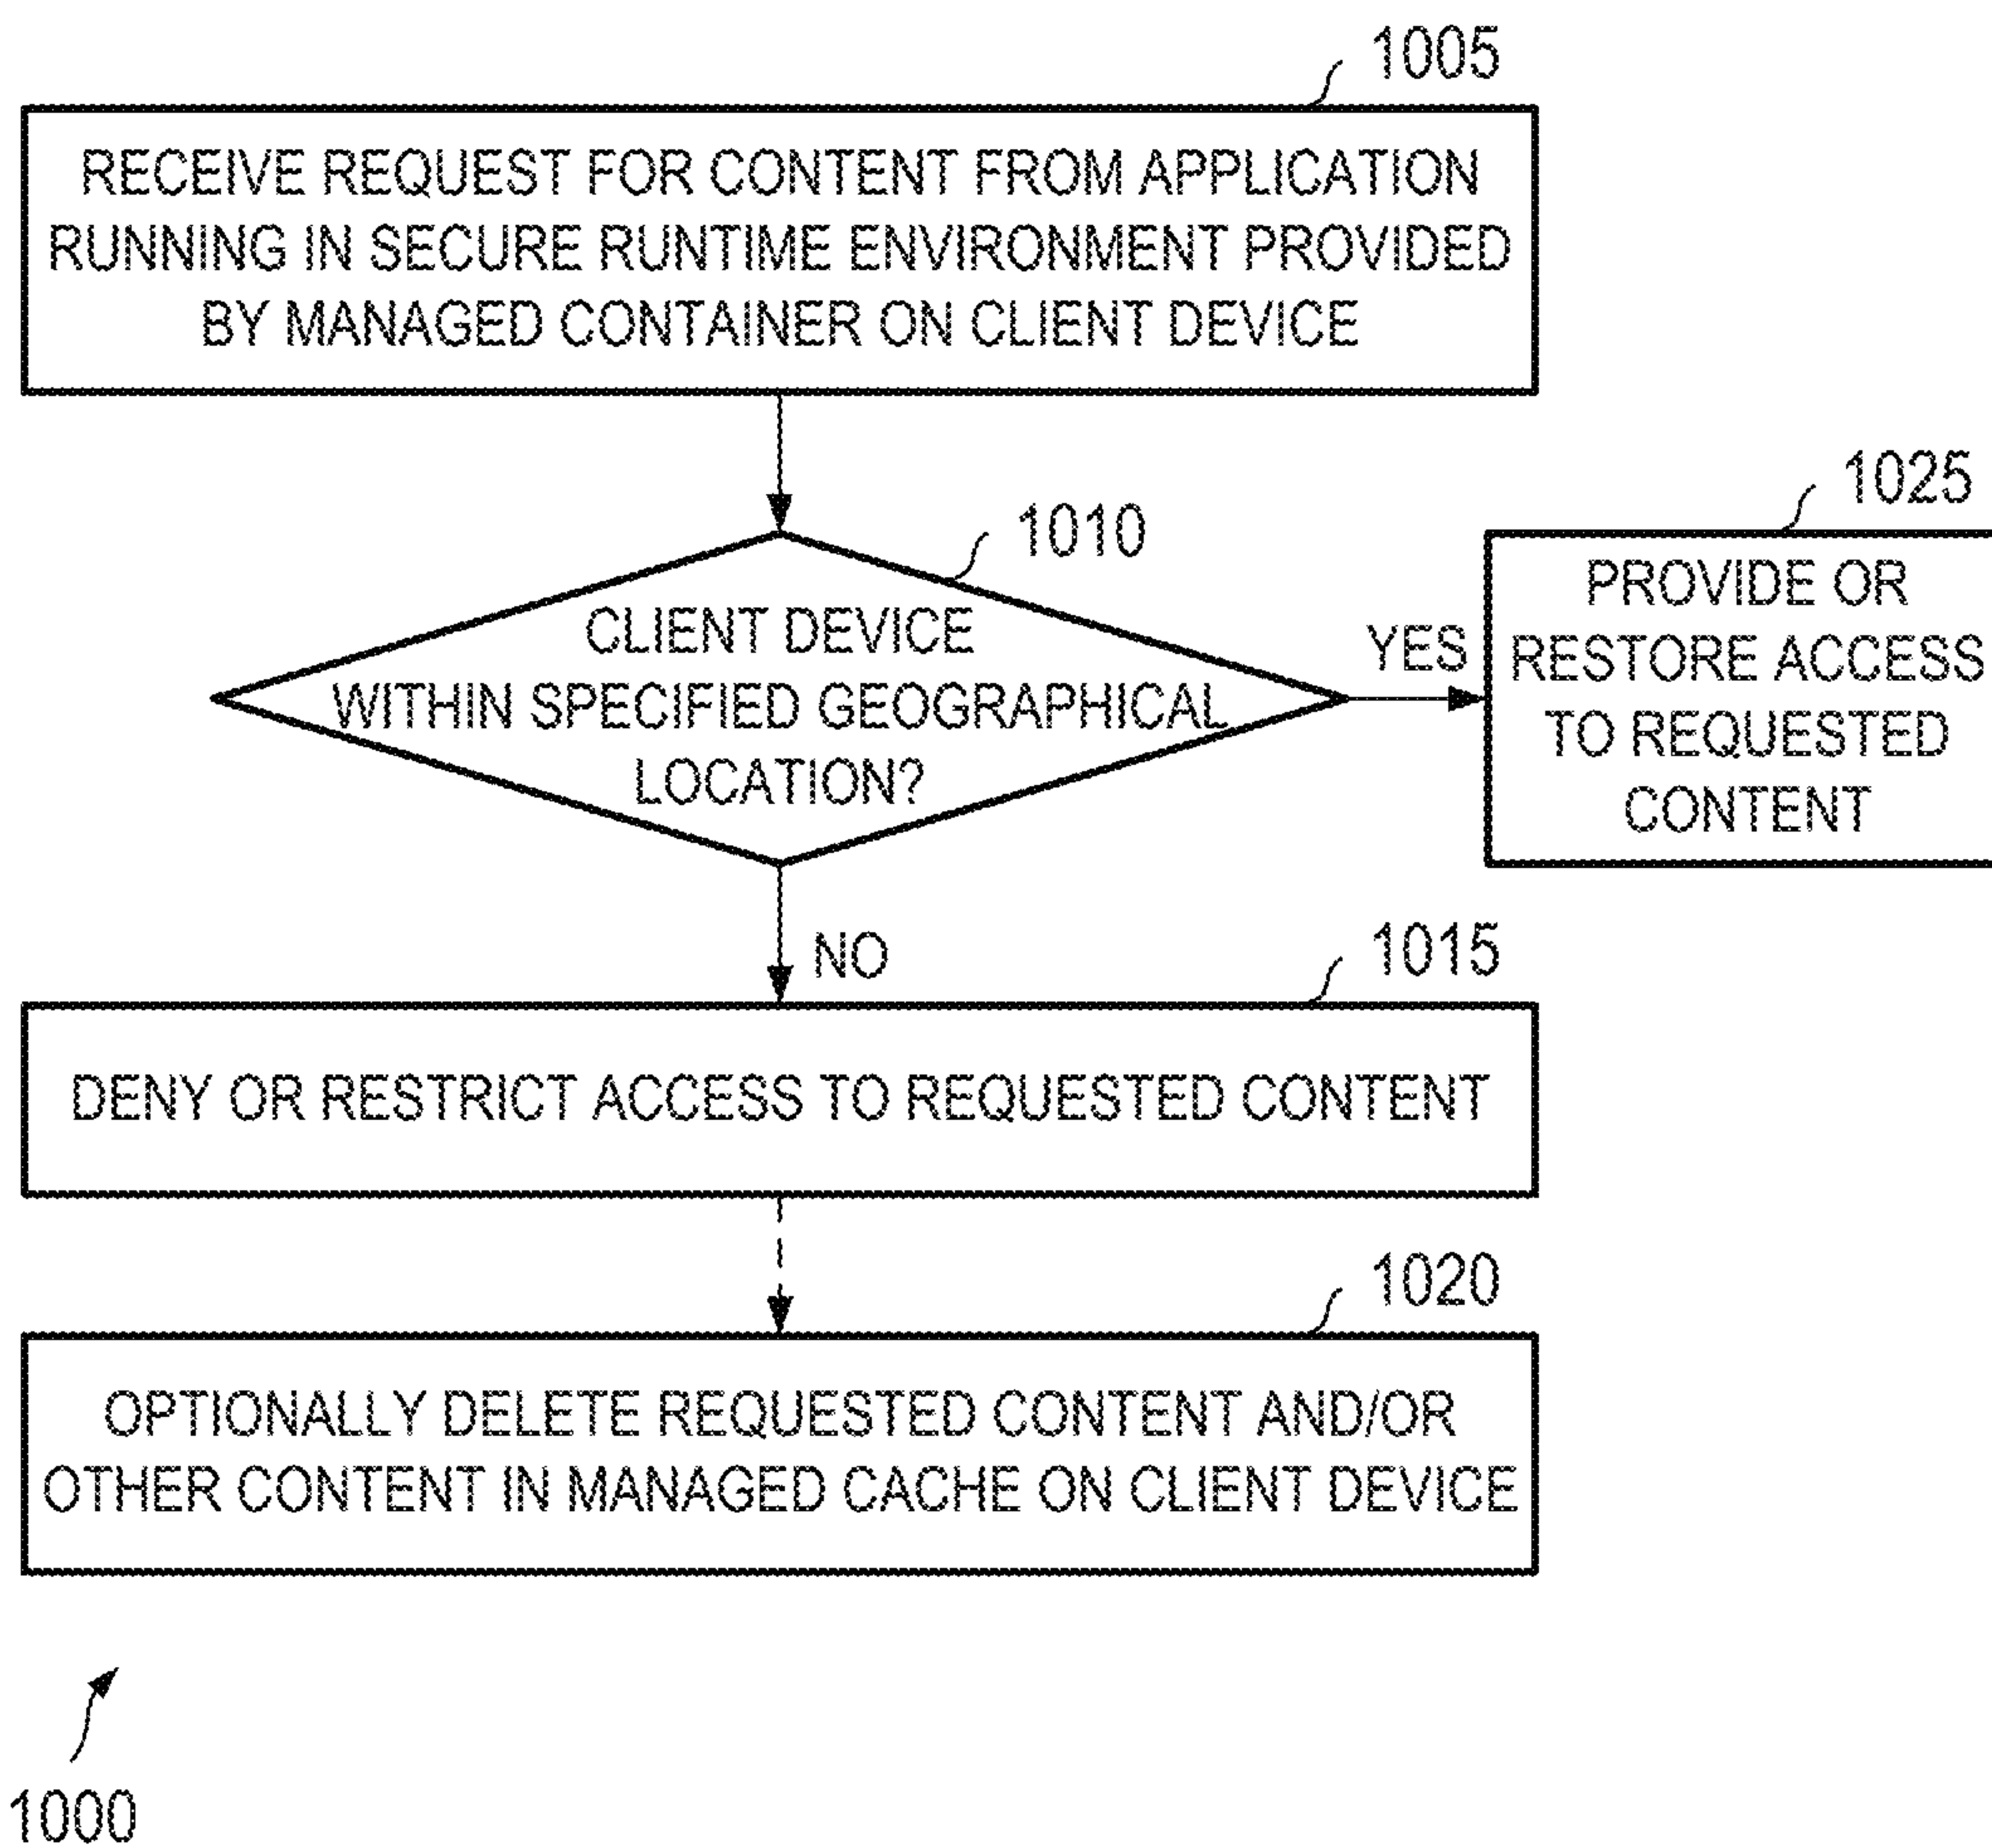 1005
RECEIVE REQUEST FOR CONTENT FROM APPLICATION
RUNNING IN SECURE RUNTIME ENVIRONMENT PROVIDED
BY MANAGED CONTAINER ON CLIENT DEVICE
1010
CLIENT DEVICE
WITHIN SPECIFIED GEOGRAPHICAL
LOCATION?
YES
1025
PROVIDE OR
RESTORE ACCESS
TO REQUESTED
CONTENT
NO
1015
DENY OR RESTRICT ACCESS TO REQUESTED CONTENT
1020
OPTIONALLY DELETE REQUESTED CONTENT AND/OR
OTHER CONTENT IN MANAGED CACHE ON CLIENT DEVICE
1000